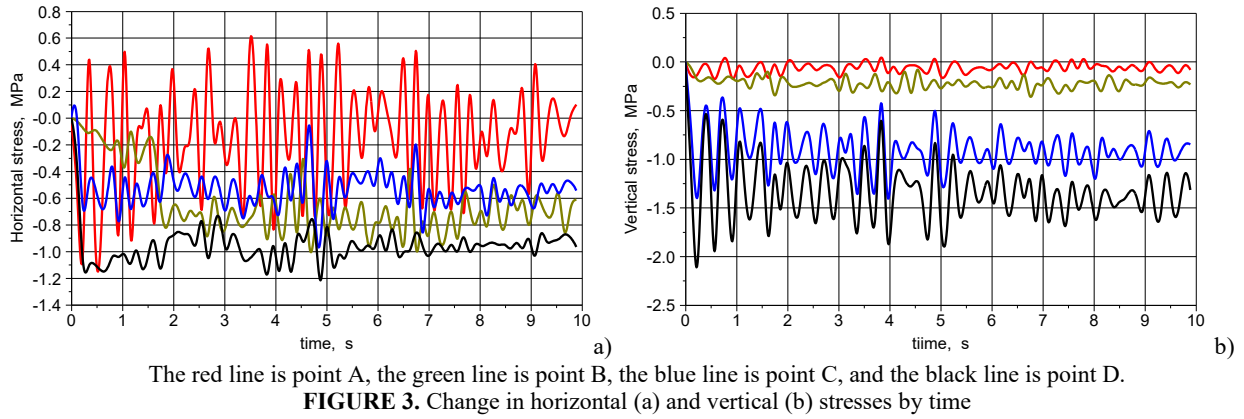 0.8
0.6
0.4
0.2
-0.0
-0.2
-0.4
-0.6
-0.8
-1.0
-1.2
-1.4
Horizontal stress, MPa
0 1 2 3 4 5 6 7 8 9 10
tiime, s
a)
0.5
0.0
-0.5
-1.0
-1.5
-2.0
-2.5
Vertical stress, MPa
0 1 2 3 4 5 6 7 8 9 10
tiime, s
b)
The red line is point A, the green line is point B, the blue line is point C, and the black line is point D.
FIGURE 3. Change in horizontal (a) and vertical (b) stresses by time